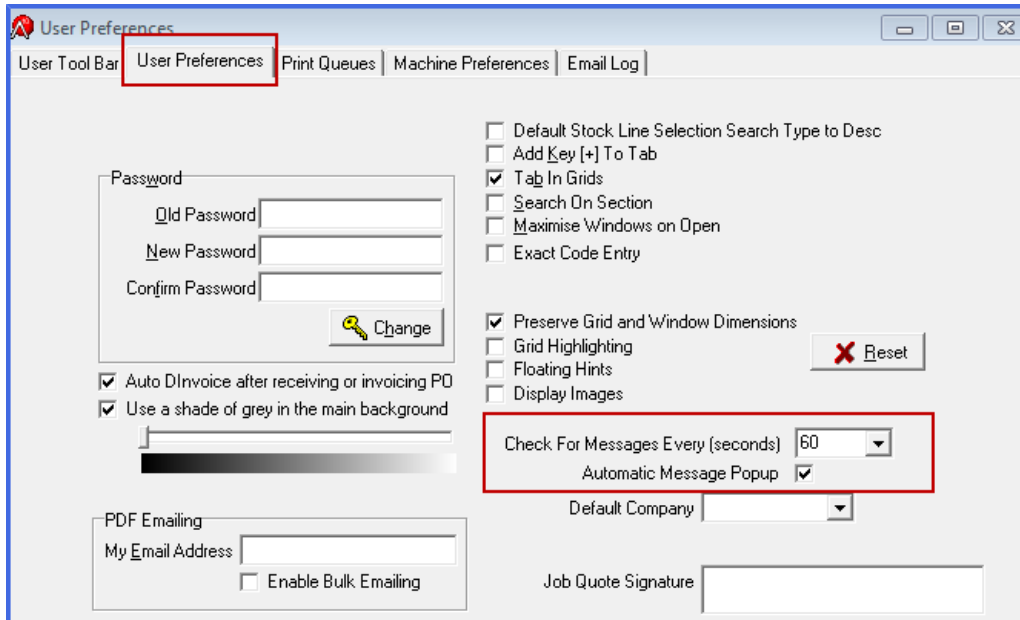 User Preferences
User Tool Bar User Preferences Print Queues Machine Preferences Email Log
Password
Old Password
New Password
Confirm Password
Change
Auto DInvoice after receiving or invoicing PO
Use a shade of grey in the main background
PDF Emailing
My Email Address
Enable Bulk Emailing
Default Stock Line Selection Search Type to Desc
Add Key [+] To Tab
Tab In Grids
Search On Section
Maximise Windows on Open
Exact Code Entry
Preserve Grid and Window Dimensions
Grid Highlighting
Floating Hints
Display Images
Reset
Check For Messages Every (seconds) 60
Automatic Message Popup
Default Company
Job Quote Signature